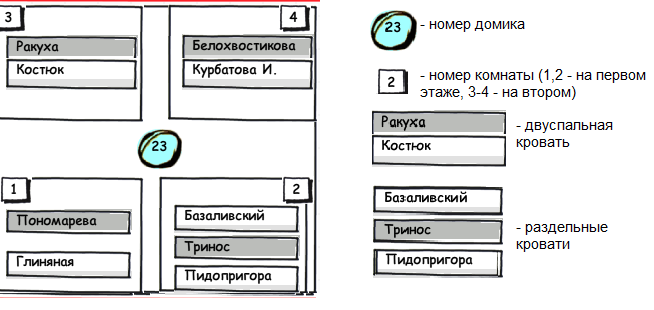 3
Ракуха
Костюк
4
Белохвостикова
Курбатова И.
23
1
Пономарева
Глиняная
2
Базаливский
Тринос
Пидопригора
23 - номер домика
2 - номер комнаты (1,2 - на первом
этаже, 3-4 - на втором)
Ракуха
Костюк
- двуспальная
кровать
Базаливский
Тринос
Пидопригора
- раздельные
кровати